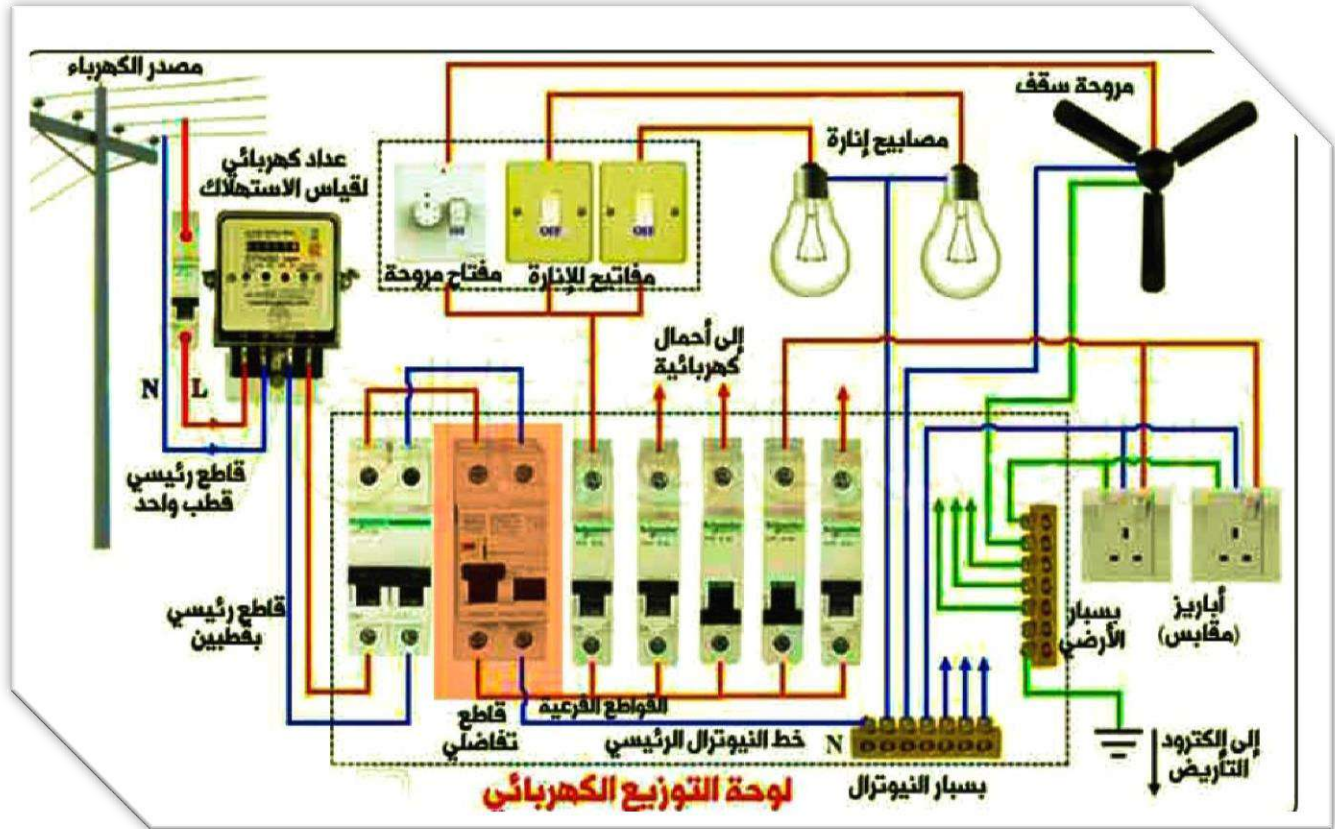 مصدر الكهرباء
عداد كهربائي
لقياس الاستهلاك
مروحة سقف
مصابيح إنارة
OFF
OFF
مفتاح مروحة
مفاتيح للإنارة
إلى أحمال
كهربائية
N
L
قاطع رئيسي
قطب واحد
قاطع رئيسي
بقطبين
أباريز
(مقابس)
بسبار
الأرضي
قاطع
تفاضلي
القواطع الفرعية
خط النيوترال الرئيسي
N
بسبار النيوترال
إلى إلكترود
التأريض
لوحة التوزيع الكهربائي